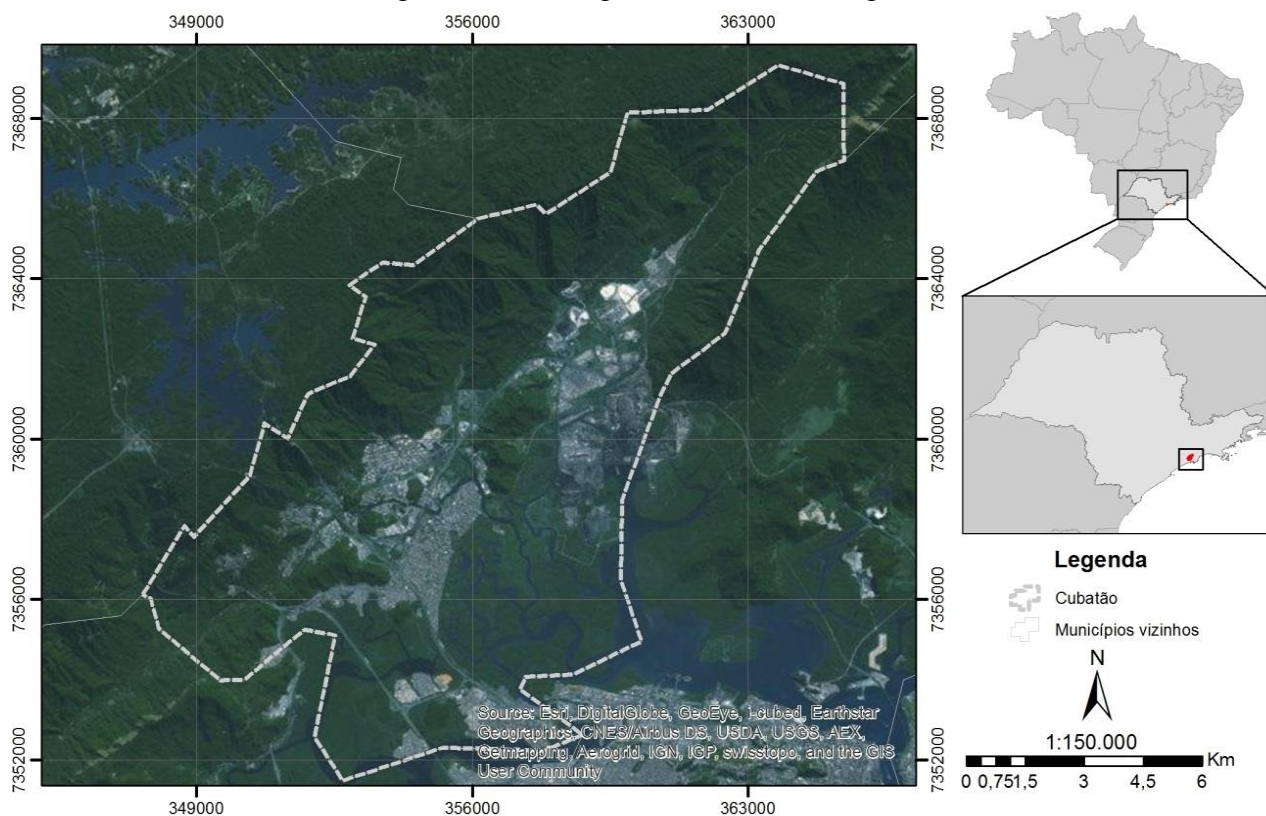 349000
356000
363000
7368000
7368000
7364000
7364000
7360000
7360000
7356000
7356000
7352000
7352000
Source: Esri, DigitalGlobe, GeoEye, i-cubed, Earthstar
Geographics, CNES/Airbus DS, USDA, USGS, AEX,
Getmapping, Aerogrid, IGN, IGP, swisstopo, and the GIS
User Community
349000
356000
363000
Legenda
Cubatão
Municípios vizinhos
N
1:150.000
0 0,75 1,5 3 4,5 6 Km